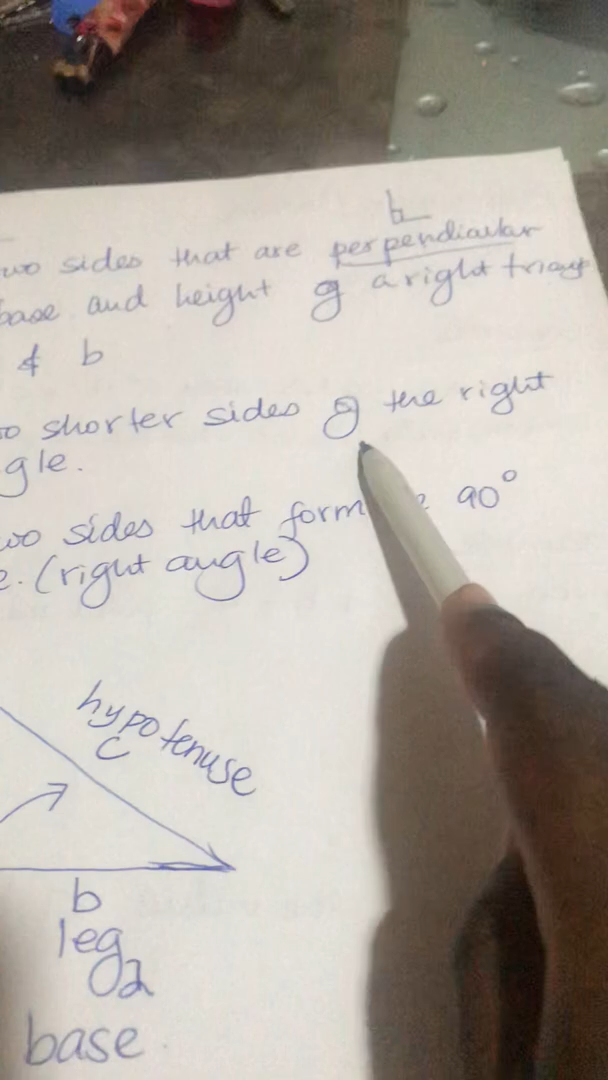 b
wo sides that are perpendicular
base and height of a right triang
& b
o shorter sides of the right
gle.
wo sides that form 90°
e. (right angle)
hypotenuse
c
b
leg2
base